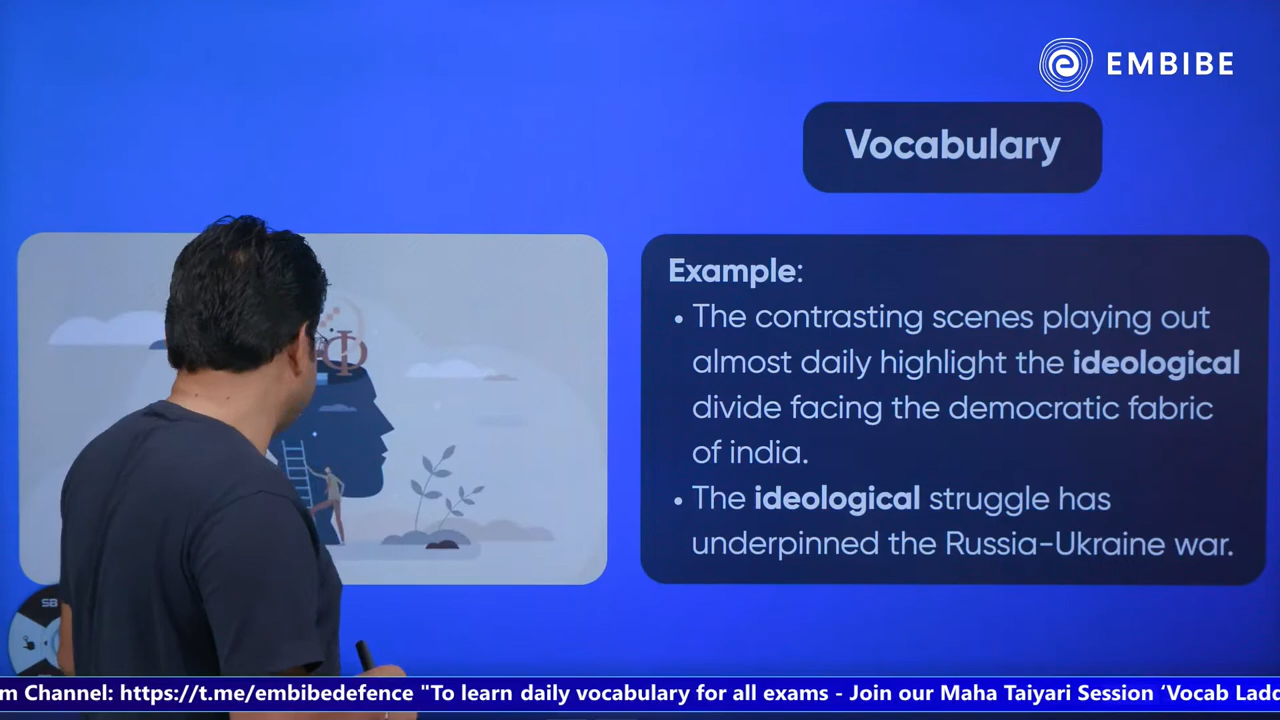 EMBIBE
Vocabulary
Example:
• The contrasting scenes playing out
almost daily highlight the ideological
divide facing the democratic fabric
of india.
• The ideological struggle has
underpinned the Russia-Ukraine war.
SB
m Channel: https://t.me/embibedefence "To learn daily vocabulary for all exams - Join our Maha Taiyari Session ‘Vocab Ladd